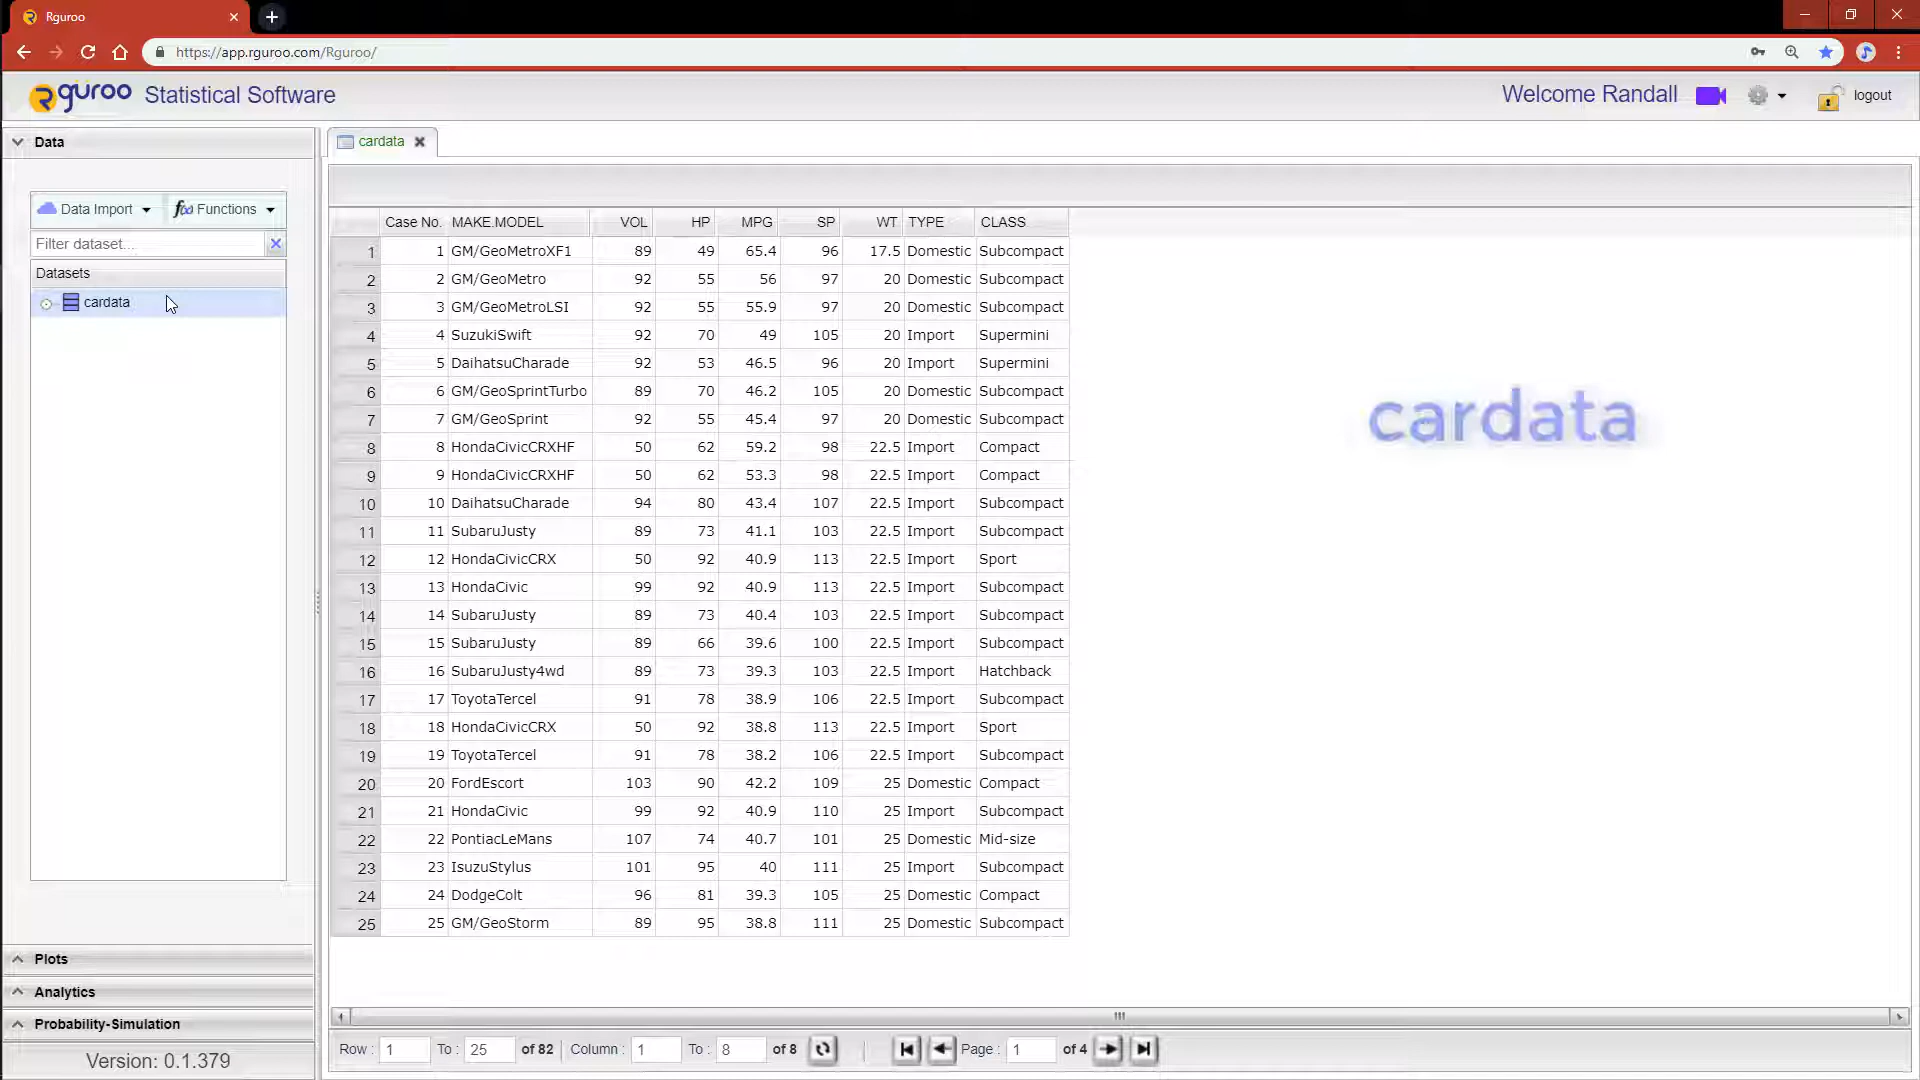 Rguroo
https://app.rguroo.com/Rguroo/
Rguroo Statistical Software
Welcome Randall
logout
Data
cardata
Data Import
Functions
Filter dataset...
Datasets
cardata
Case No. MAKE.MODEL VOL HP MPG SP WT TYPE CLASS
1 1 GM/GeoMetroXF1 89 49 65.4 96 17.5 Domestic Subcompact
2 2 GM/GeoMetro 92 55 56 97 20 Domestic Subcompact
3 3 GM/GeoMetroLSI 92 55 55.9 97 20 Domestic Subcompact
4 4 SuzukiSwift 92 70 49 105 20 Import Supermini
5 5 DaihatsuCharade 92 53 46.5 96 20 Import Supermini
6 6 GM/GeoSprintTurbo 89 70 46.2 105 20 Domestic Subcompact
7 7 GM/GeoSprint 92 55 45.4 97 20 Domestic Subcompact
8 8 HondaCivicCRXHF 50 62 59.2 98 22.5 Import Compact
9 9 HondaCivicCRXHF 50 62 53.3 98 22.5 Import Compact
10 10 DaihatsuCharade 94 80 43.4 107 22.5 Import Subcompact
11 11 SubaruJusty 89 73 41.1 103 22.5 Import Subcompact
12 12 HondaCivicCRX 50 92 40.9 113 22.5 Import Sport
13 13 HondaCivic 99 92 40.9 113 22.5 Import Subcompact
14 14 SubaruJusty 89 73 40.4 103 22.5 Import Subcompact
15 15 SubaruJusty 89 66 39.6 100 22.5 Import Subcompact
16 16 SubaruJusty4wd 89 73 39.3 103 22.5 Import Hatchback
17 17 ToyotaTercel 91 78 38.9 106 22.5 Import Subcompact
18 18 HondaCivicCRX 50 92 38.8 113 22.5 Import Sport
19 19 ToyotaTercel 91 78 38.2 106 22.5 Import Subcompact
20 20 FordEscort 103 90 42.2 109 25 Domestic Compact
21 21 HondaCivic 99 92 40.9 110 25 Import Subcompact
22 22 PontiacLeMans 107 74 40.7 101 25 Domestic Mid-size
23 23 IsuzuStylus 101 95 40 111 25 Import Subcompact
24 24 DodgeColt 96 81 39.3 105 25 Domestic Compact
25 25 GM/GeoStorm 89 95 38.8 111 25 Domestic Subcompact
cardata
Plots
Analytics
Probability-Simulation
Version: 0.1.379
Row : 1 To : 25 of 82 Column : 1 To : 8 of 8 Page : 1 of 4